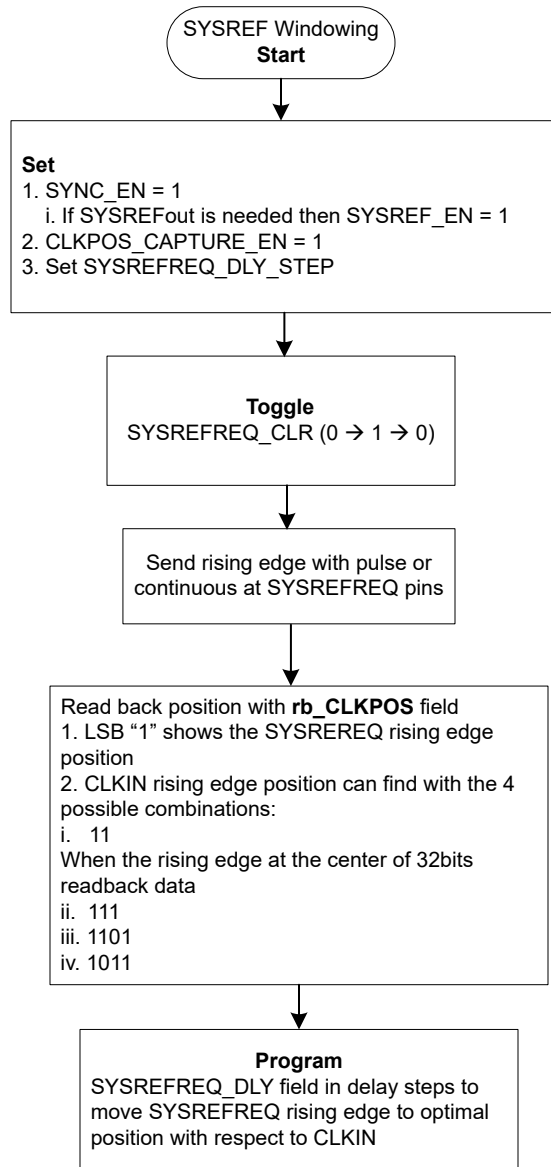 SYSREF Windowing
Start
Set
1. SYNC_EN = 1
i. If SYSREFout is needed then SYSREF_EN = 1
2. CLKPOS_CAPTURE_EN = 1
3. Set SYSREFREQ_DLY_STEP
Toggle
SYSREFREQ_CLR (0 → 1 → 0)
Send rising edge with pulse or
continuous at SYSREFREQ pins
Read back position with rb_CLKPOS field
1. LSB “1” shows the SYSREREQ rising edge
position
2. CLKIN rising edge position can find with the 4
possible combinations:
i. 11
When the rising edge at the center of 32bits
readback data
ii. 111
iii. 1101
iv. 1011
Program
SYSREFREQ_DLY field in delay steps to
move SYSREFREQ rising edge to optimal
position with respect to CLKIN